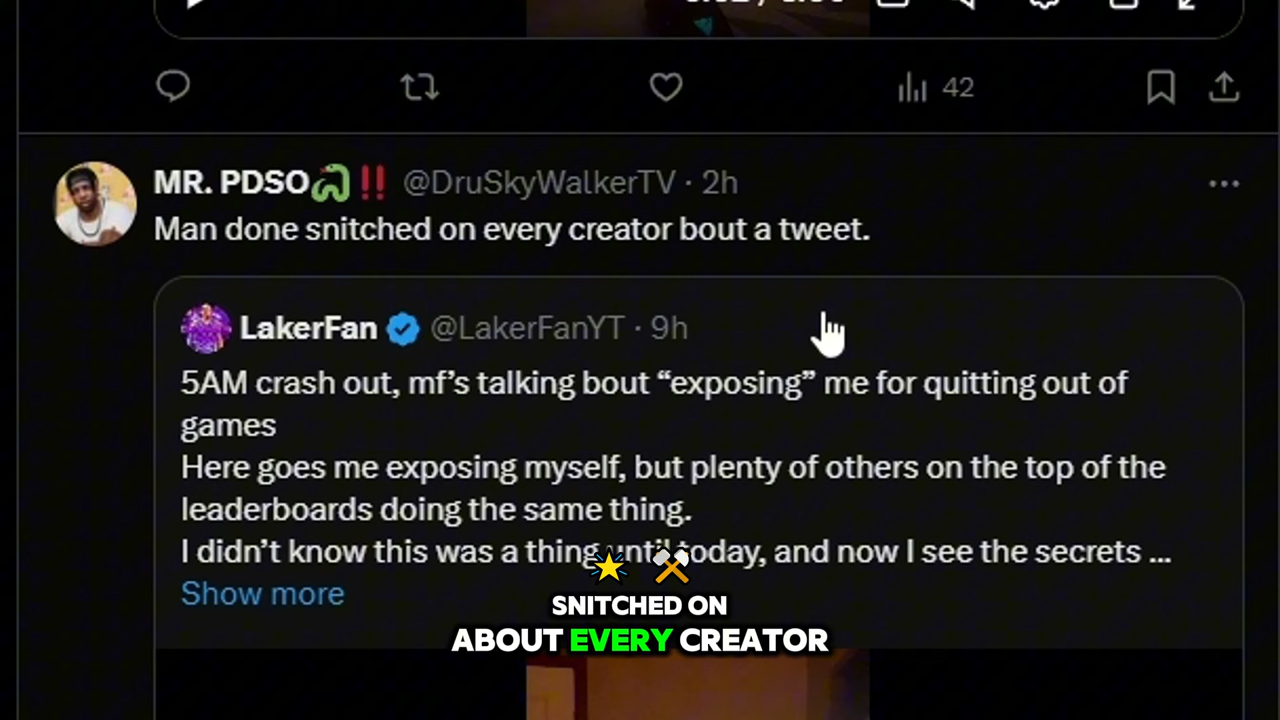 42
MR. PDSO🐍‼️ @DruSkyWalkerTV · 2h
Man done snitched on every creator bout a tweet.
LakerFan @LakerFanYT · 9h
5AM crash out, mf’s talking bout “exposing” me for quitting out of
games
Here goes me exposing myself, but plenty of others on the top of the
leaderboards doing the same thing.
I didn’t know this was a thing until today, and now I see the secrets ...
Show more
SNITCHED ON
ABOUT EVERY CREATOR